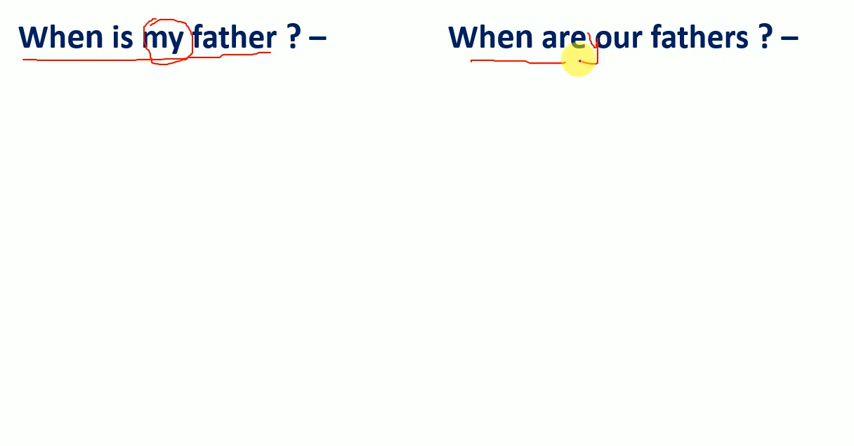 When is my father ? –
When are our fathers ? –